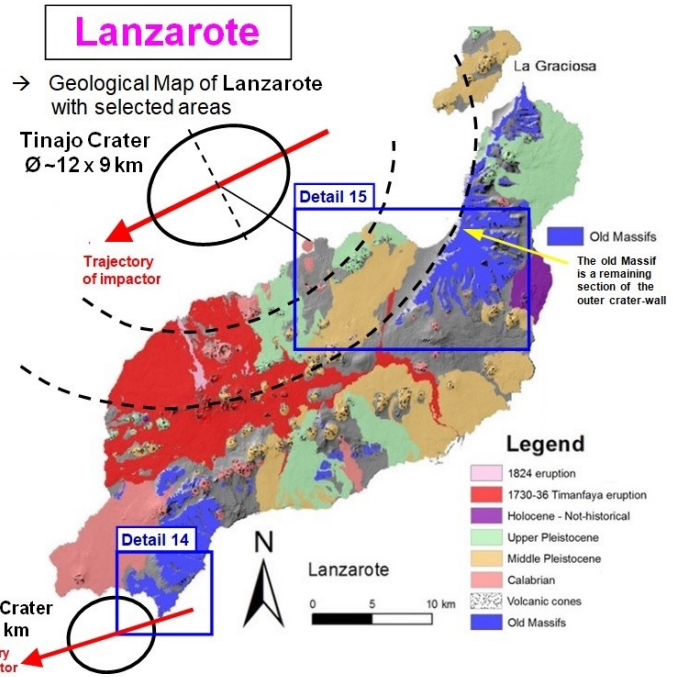 Lanzarote
→ Geological Map of Lanzarote
with selected areas
La Graciosa
Tinajo Crater
Ø ~12 x 9 km
Detail 15
Old Massifs
Trajectory
of impactor
The old Massif
is a remaining
section of the
outer crater-wall
Legend
1824 eruption
1730-36 Timanfaya eruption
Holocene - Not-historical
Upper Pleistocene
Middle Pleistocene
Calabrian
Volcanic cones
Old Massifs
Detail 14
N
Lanzarote
0 5 10 km
Crater
km